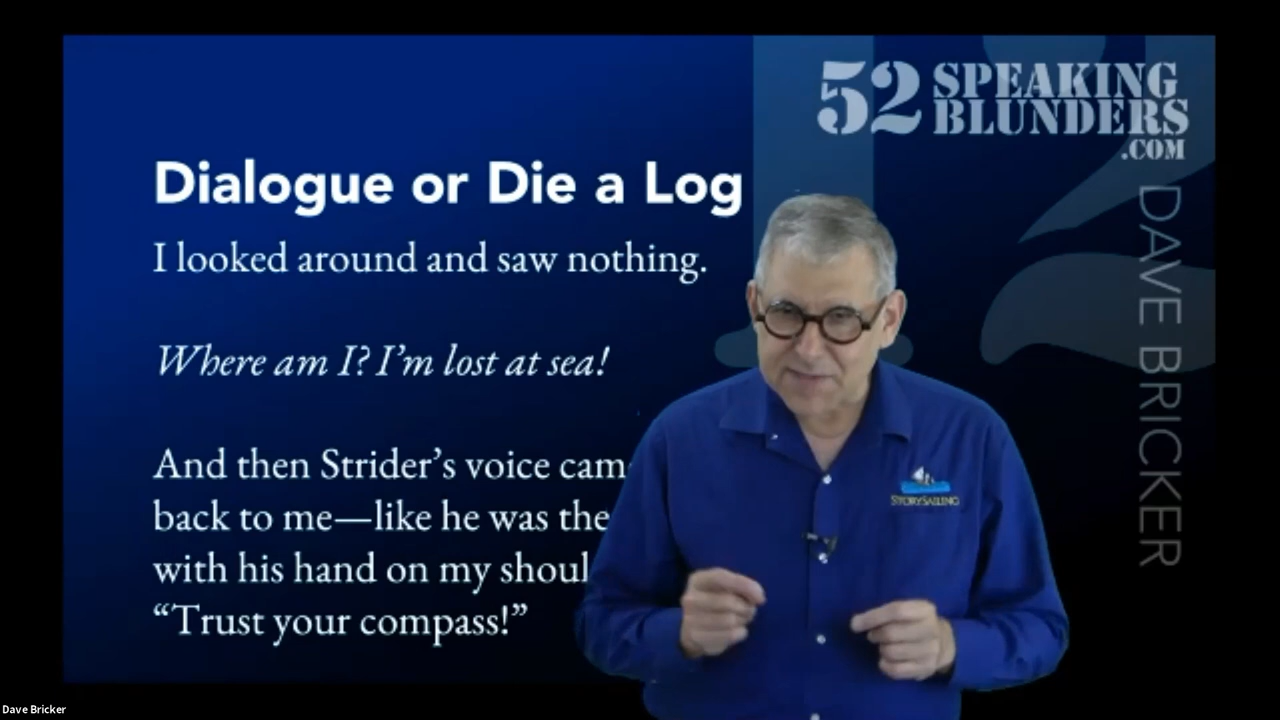 52 SPEAKING
BLUNDERS
.COM
Dialogue or Die a Log
I looked around and saw nothing.
Where am I? I’m lost at sea!
And then Strider’s voice cam
back to me—like he was the
with his hand on my shoul
“Trust your compass!”
DAVE BRICKER
STORYSAILING
Dave Bricker